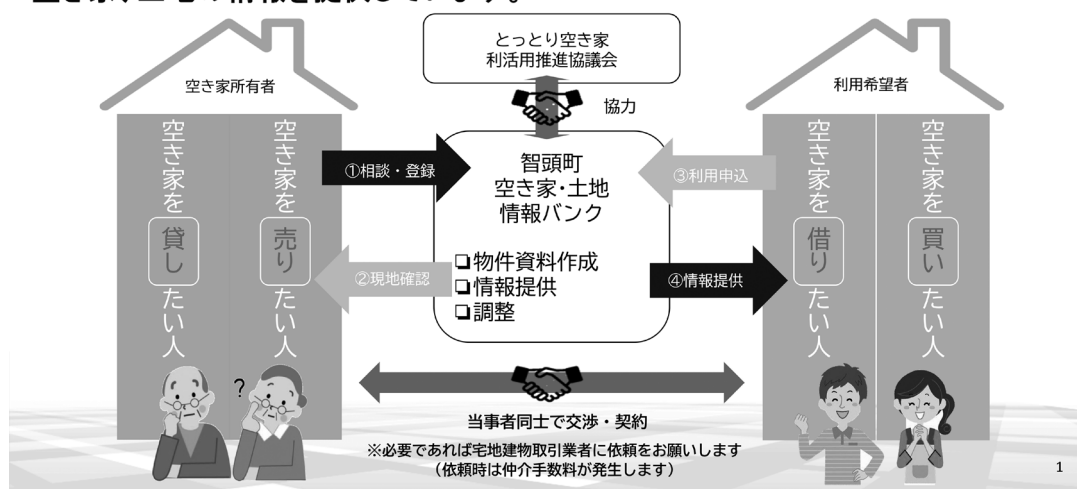 空き家や土地の情報を提供しています。
とっとり空き家
利活用推進協議会
協力
空き家所有者
空き家を貸したい人
空き家を売りたい人
?
①相談・登録
②現地確認
智頭町
空き家・土地
情報バンク
❏物件資料作成
❏情報提供
❏調整
③利用申込
④情報提供
利用希望者
空き家を借りたい人
空き家を買いたい人
当事者同士で交渉・契約
※必要であれば宅地建物取引業者に依頼をお願いします
（依頼時は仲介手数料が発生します）
1